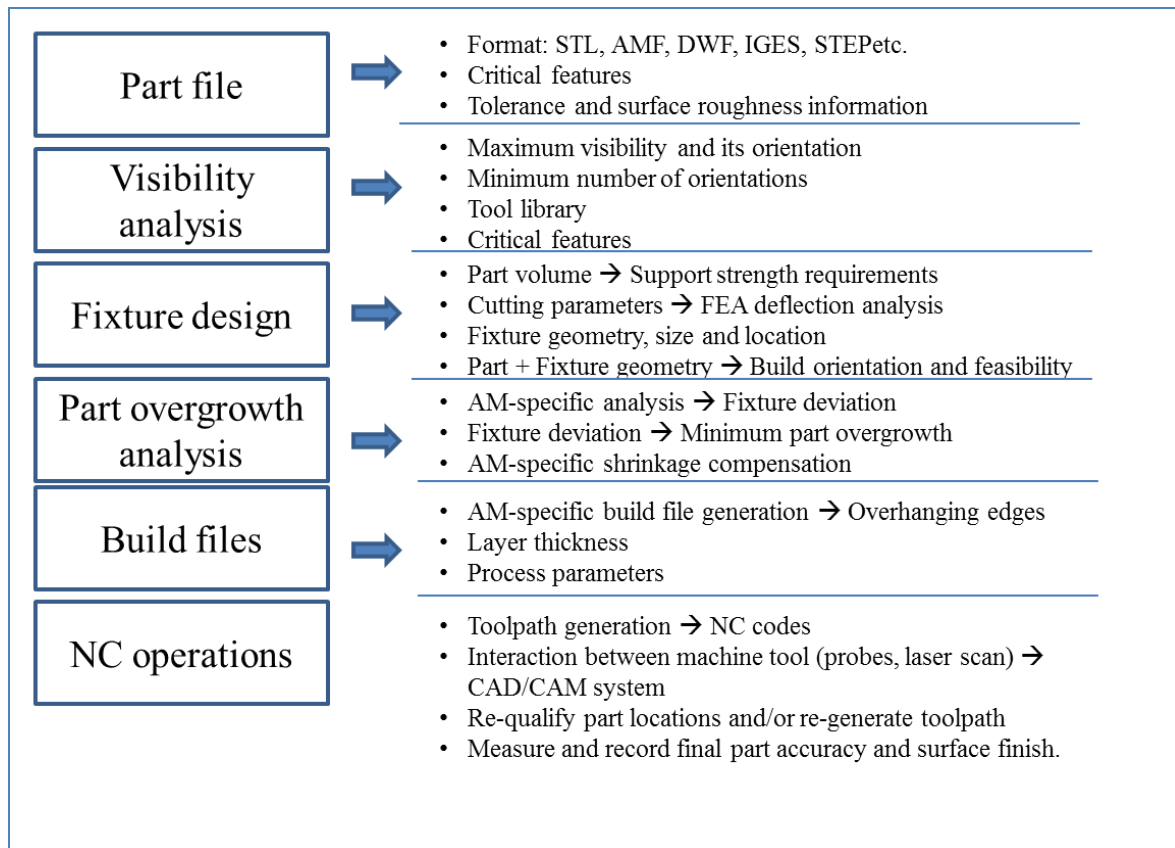 Part file
• Format: STL, AMF, DWF, IGES, STEPetc.
• Critical features
• Tolerance and surface roughness information
Visibility
analysis
• Maximum visibility and its orientation
• Minimum number of orientations
• Tool library
• Critical features
Fixture design
• Part volume → Support strength requirements
• Cutting parameters → FEA deflection analysis
• Fixture geometry, size and location
• Part + Fixture geometry → Build orientation and feasibility
Part overgrowth
analysis
• AM-specific analysis → Fixture deviation
• Fixture deviation → Minimum part overgrowth
• AM-specific shrinkage compensation
Build files
• AM-specific build file generation → Overhanging edges
• Layer thickness
• Process parameters
NC operations
• Toolpath generation → NC codes
• Interaction between machine tool (probes, laser scan) →
CAD/CAM system
• Re-qualify part locations and/or re-generate toolpath
• Measure and record final part accuracy and surface finish.